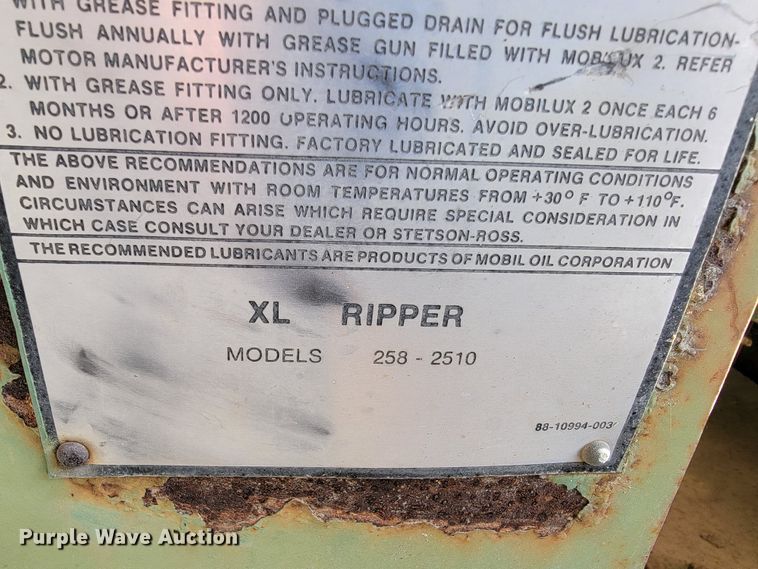 WITH GREASE FITTING AND PLUGGED DRAIN FOR FLUSH LUBRICATION-
FLUSH ANNUALLY WITH GREASE GUN FILLED WITH MOBILUX 2. REFER
MOTOR MANUFACTURER'S INSTRUCTIONS.
2. WITH GREASE FITTING ONLY. LUBRICATE WITH MOBILUX 2 ONCE EACH 6
MONTHS OR AFTER 1200 OPERATING HOURS. AVOID OVER-LUBRICATION.
3. NO LUBRICATION FITTING. FACTORY LUBRICATED AND SEALED FOR LIFE.
THE ABOVE RECOMMENDATIONS ARE FOR NORMAL OPERATING CONDITIONS
AND ENVIRONMENT WITH ROOM TEMPERATURES FROM +30° F TO +110°F.
CIRCUMSTANCES CAN ARISE WHICH REQUIRE SPECIAL CONSIDERATION IN
WHICH CASE CONSULT YOUR DEALER OR STETSON-ROSS.
THE RECOMMENDED LUBRICANTS ARE PRODUCTS OF MOBIL OIL CORPORATION
XL RIPPER
MODELS 258 - 2510
88-10994-003
Purple Wave Auction